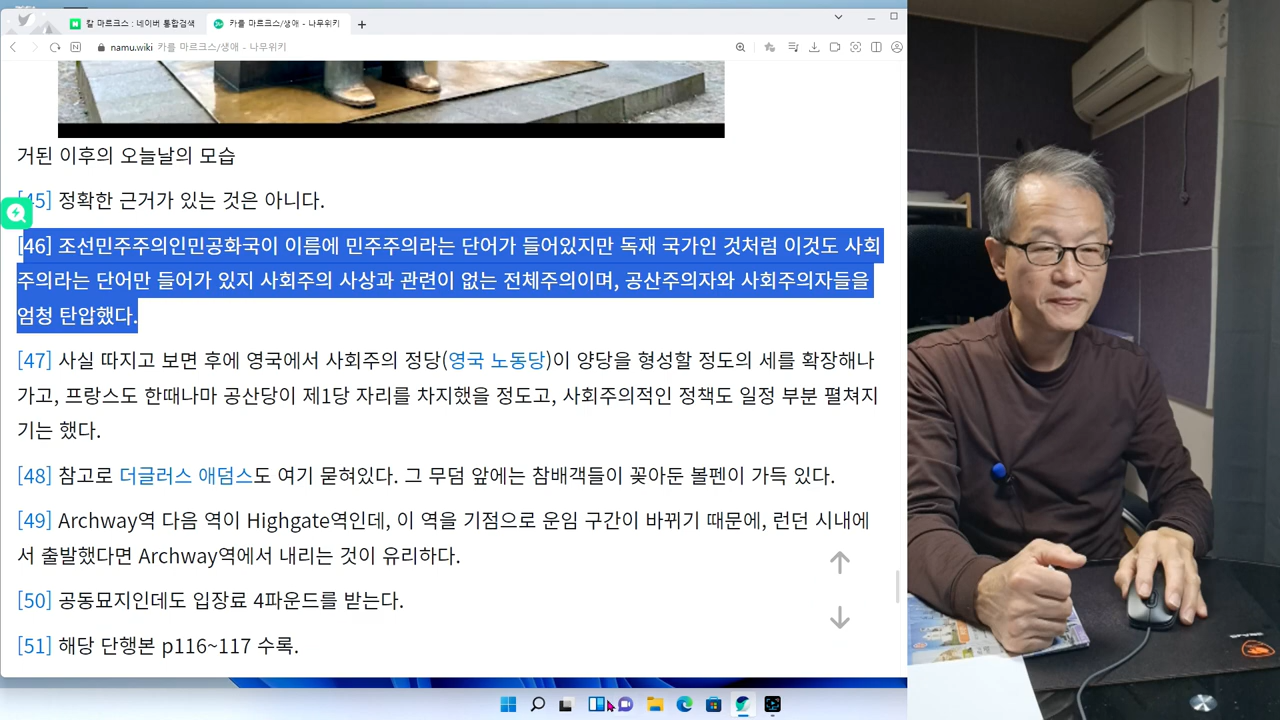 칼 마르크스 : 네이버 통합검색
카를 마르크스/생애 - 나무위키
namu.wiki 카를 마르크스/생애 - 나무위키
거된 이후의 오늘날의 모습
[45] 정확한 근거가 있는 것은 아니다.
[46] 조선민주주의인민공화국이 이름에 민주주의라는 단어가 들어있지만 독재 국가인 것처럼 이것도 사회
주의라는 단어만 들어가 있지 사회주의 사상과 관련이 없는 전체주의이며, 공산주의자와 사회주의자들을
엄청 탄압했다.
[47] 사실 따지고 보면 후에 영국에서 사회주의 정당(영국 노동당)이 양당을 형성할 정도의 세를 확장해나
가고, 프랑스도 한때나마 공산당이 제1당 자리를 차지했을 정도고, 사회주의적인 정책도 일정 부분 펼쳐지
기는 했다.
[48] 참고로 더글러스 애덤스도 여기 묻혀있다. 그 무덤 앞에는 참배객들이 꽂아둔 볼펜이 가득 있다.
[49] Archway역 다음 역이 Highgate역인데, 이 역을 기점으로 운임 구간이 바뀌기 때문에, 런던 시내에
서 출발했다면 Archway역에서 내리는 것이 유리하다.
[50] 공동묘지인데도 입장료 4파운드를 받는다.
[51] 해당 단행본 p116~117 수록.